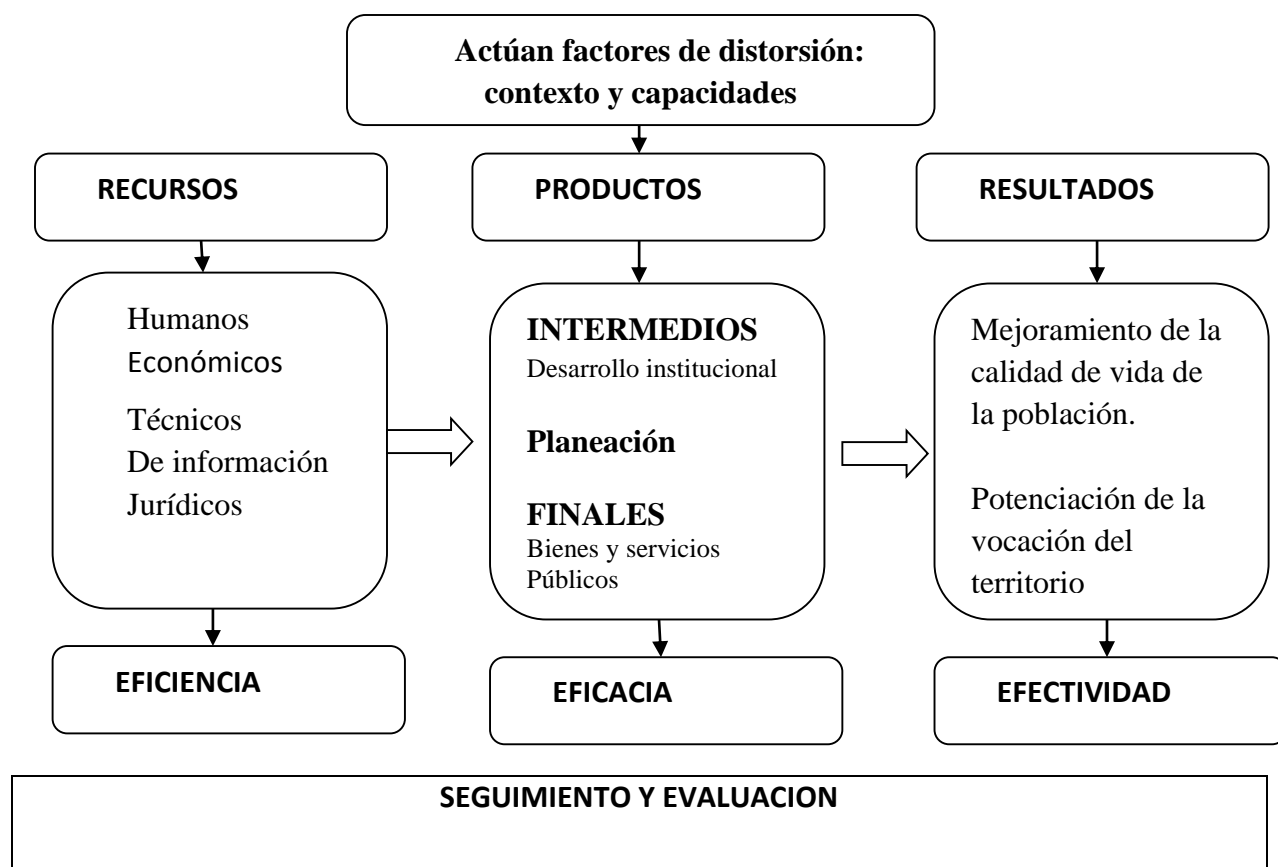 Actúan factores de distorsión:
contexto y capacidades
RECURSOS
PRODUCTOS
RESULTADOS
Humanos
Económicos
Técnicos
De información
Jurídicos
INTERMEDIOS
Desarrollo institucional
Planeación
FINALES
Bienes y servicios
Públicos
Mejoramiento de la
calidad de vida de
la población.
Potenciación de la
vocación del
territorio
EFICIENCIA
EFICACIA
EFECTIVIDAD
SEGUIMIENTO Y EVALUACION